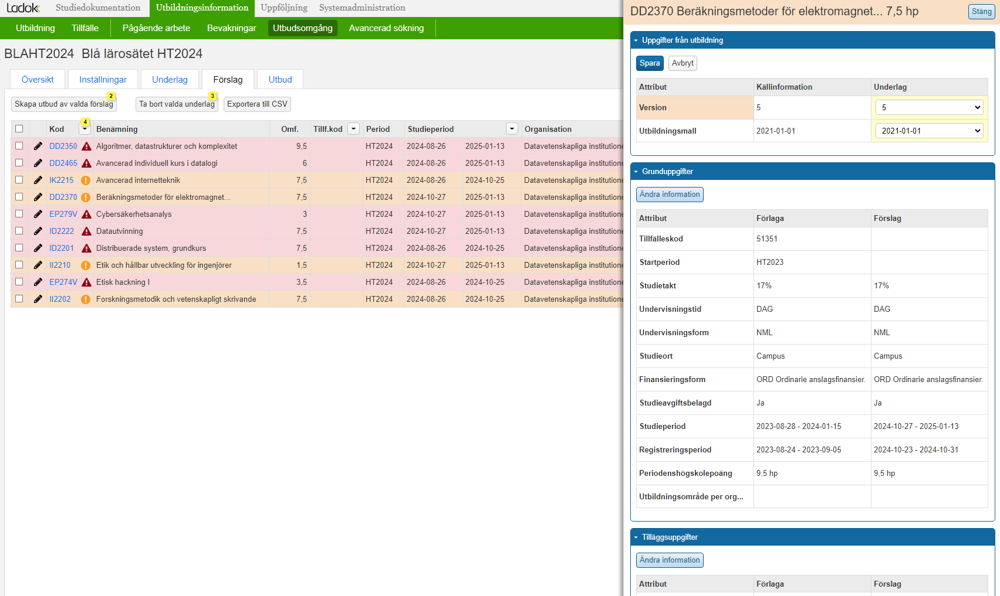 Ladok Studiedokumentation Utbildningsinformation Uppföljning Systemadministration
Utbildning Tillfälle Pågående arbete Bevakningar Utbudsomgång Avancerad sökning
BLAHT2024 Blå lärosätet HT2024
Översikt Inställningar Underlag Förslag Utbud
2 3
Skapa utbud av valda förslag Ta bort valda underlag Exportera till CSV
4
Kod Benämning Omf. Tillf.kod Period Studieperiod Organisation
DD2350 Algoritmer, datastrukturer och komplexitet 9,5 HT2024 2024-08-26 2025-01-13 Datavetenskapliga institutione
DD2465 Avancerad individuell kurs i datalogi 6 HT2024 2024-08-26 2025-01-13 Datavetenskapliga institutione
IK2215 Avancerad internetteknik 7,5 HT2024 2024-08-26 2024-10-25 Datavetenskapliga institutione
DD2370 Beräkningsmetoder för elektromagnet... 7,5 HT2024 2024-10-27 2025-01-13 Datavetenskapliga institutione
EP279V Cybersäkerhetsanalys 3 HT2024 2024-10-27 2025-01-13 Datavetenskapliga institutione
ID2222 Datautvinning 7,5 HT2024 2024-10-27 2025-01-13 Datavetenskapliga institutione
ID2201 Distribuerade system, grundkurs 7,5 HT2024 2024-08-26 2024-10-25 Datavetenskapliga institutione
II2210 Etik och hållbar utveckling för ingenjörer 1,5 HT2024 2024-10-27 2025-01-13 Datavetenskapliga institutione
EP274V Etisk hackning I 3,5 HT2024 2024-08-26 2024-10-25 Datavetenskapliga institutione
II2202 Forskningsmetodik och vetenskapligt skrivande 7,5 HT2024 2024-08-26 2024-10-25 Datavetenskapliga institutione
DD2370 Beräkningsmetoder för elektromagnet... 7,5 hp Stäng
Uppgifter från utbildning
Spara Avbryt
Attribut Källinformation Underlag
Version 5 5
Utbildningsmall 2021-01-01 2021-01-01
Grunduppgifter
Ändra information
Attribut Förlaga Förslag
Tillfälleskod 51351
Startperiod HT2023
Studietakt 17% 17%
Undervisningstid DAG DAG
Undervisningsform NML NML
Studieort Campus Campus
Finansieringsform ORD Ordinarie anslagsfinansier. ORD Ordinarie anslagsfinansier.
Studieavgiftsbelagd Ja Ja
Studieperiod 2023-08-28 - 2024-01-15 2024-10-27 - 2025-01-13
Registreringsperiod 2023-08-24 - 2023-09-05 2024-10-23 - 2024-10-31
Periodenshögskolepoäng 9,5 hp 9,5 hp
Utbildningsområde per org...
Tilläggsuppgifter
Ändra information
Attribut Förlaga Förslag